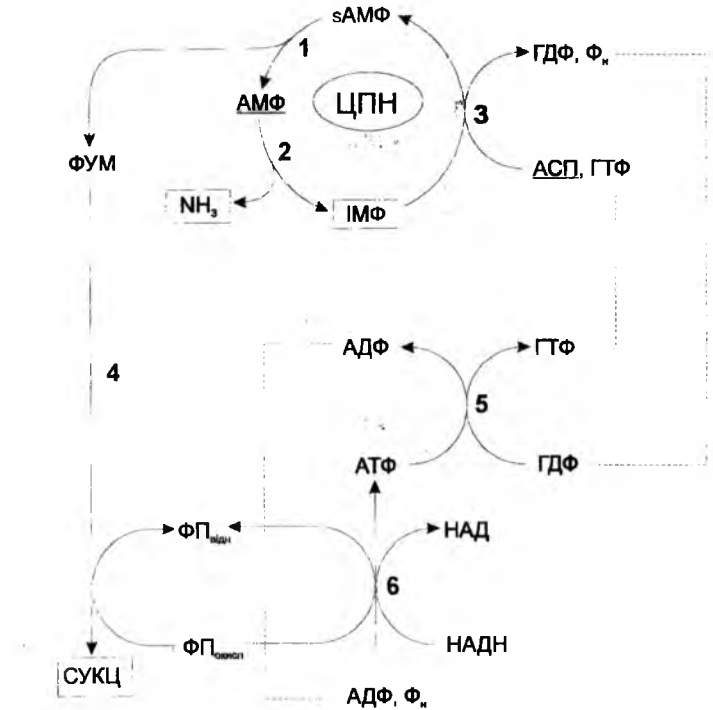 sАМФ
1
ГДФ, Фн
АМФ
ЦПН
3
ФУМ
2
АСП, ГТФ
NH₃
ІМФ
АДФ
ГТФ
4
5
АТФ
ГДФ
ФПвідн
НАД
6
ФПокисл
НАДН
СУКЦ
АДФ, Фн